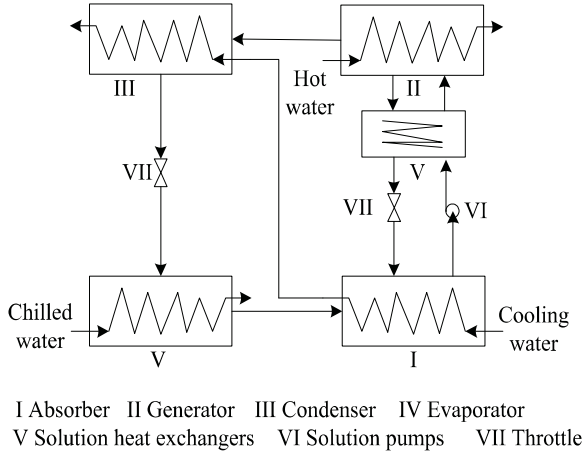 III
Hot
water
II
VII
V
VII
VI
Chilled
water
Cooling
water
V
I
I Absorber II Generator III Condenser IV Evaporator
V Solution heat exchangers VI Solution pumps VII Throttle